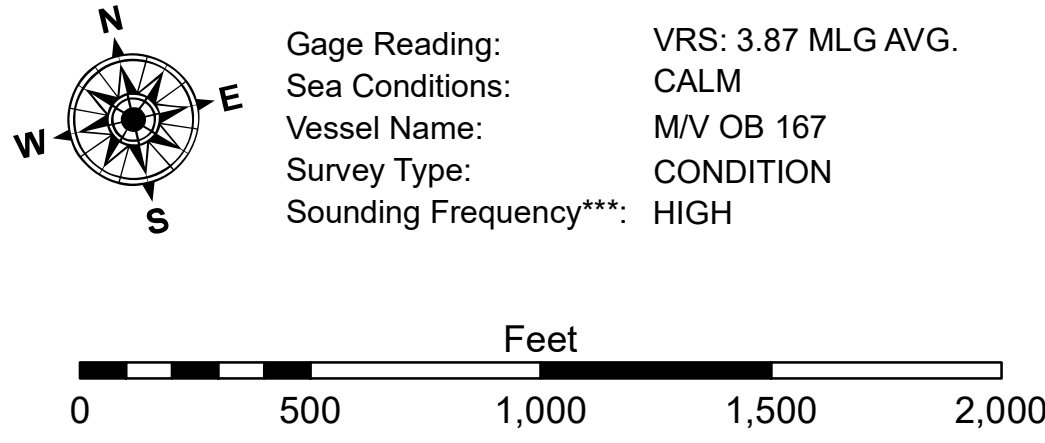 N
E
W
S
Gage Reading: VRS: 3.87 MLG AVG.
Sea Conditions: CALM
Vessel Name: M/V OB 167
Survey Type: CONDITION
Sounding Frequency***: HIGH
Feet
0 500 1,000 1,500 2,000